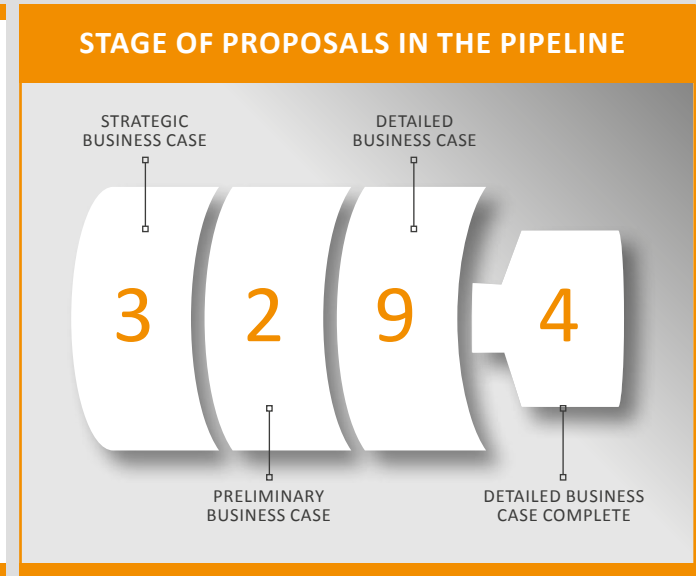 STAGE OF PROPOSALS IN THE PIPELINE
STRATEGIC
BUSINESS CASE
DETAILED
BUSINESS CASE
3
2
9
4
PRELIMINARY
BUSINESS CASE
DETAILED BUSINESS
CASE COMPLETE